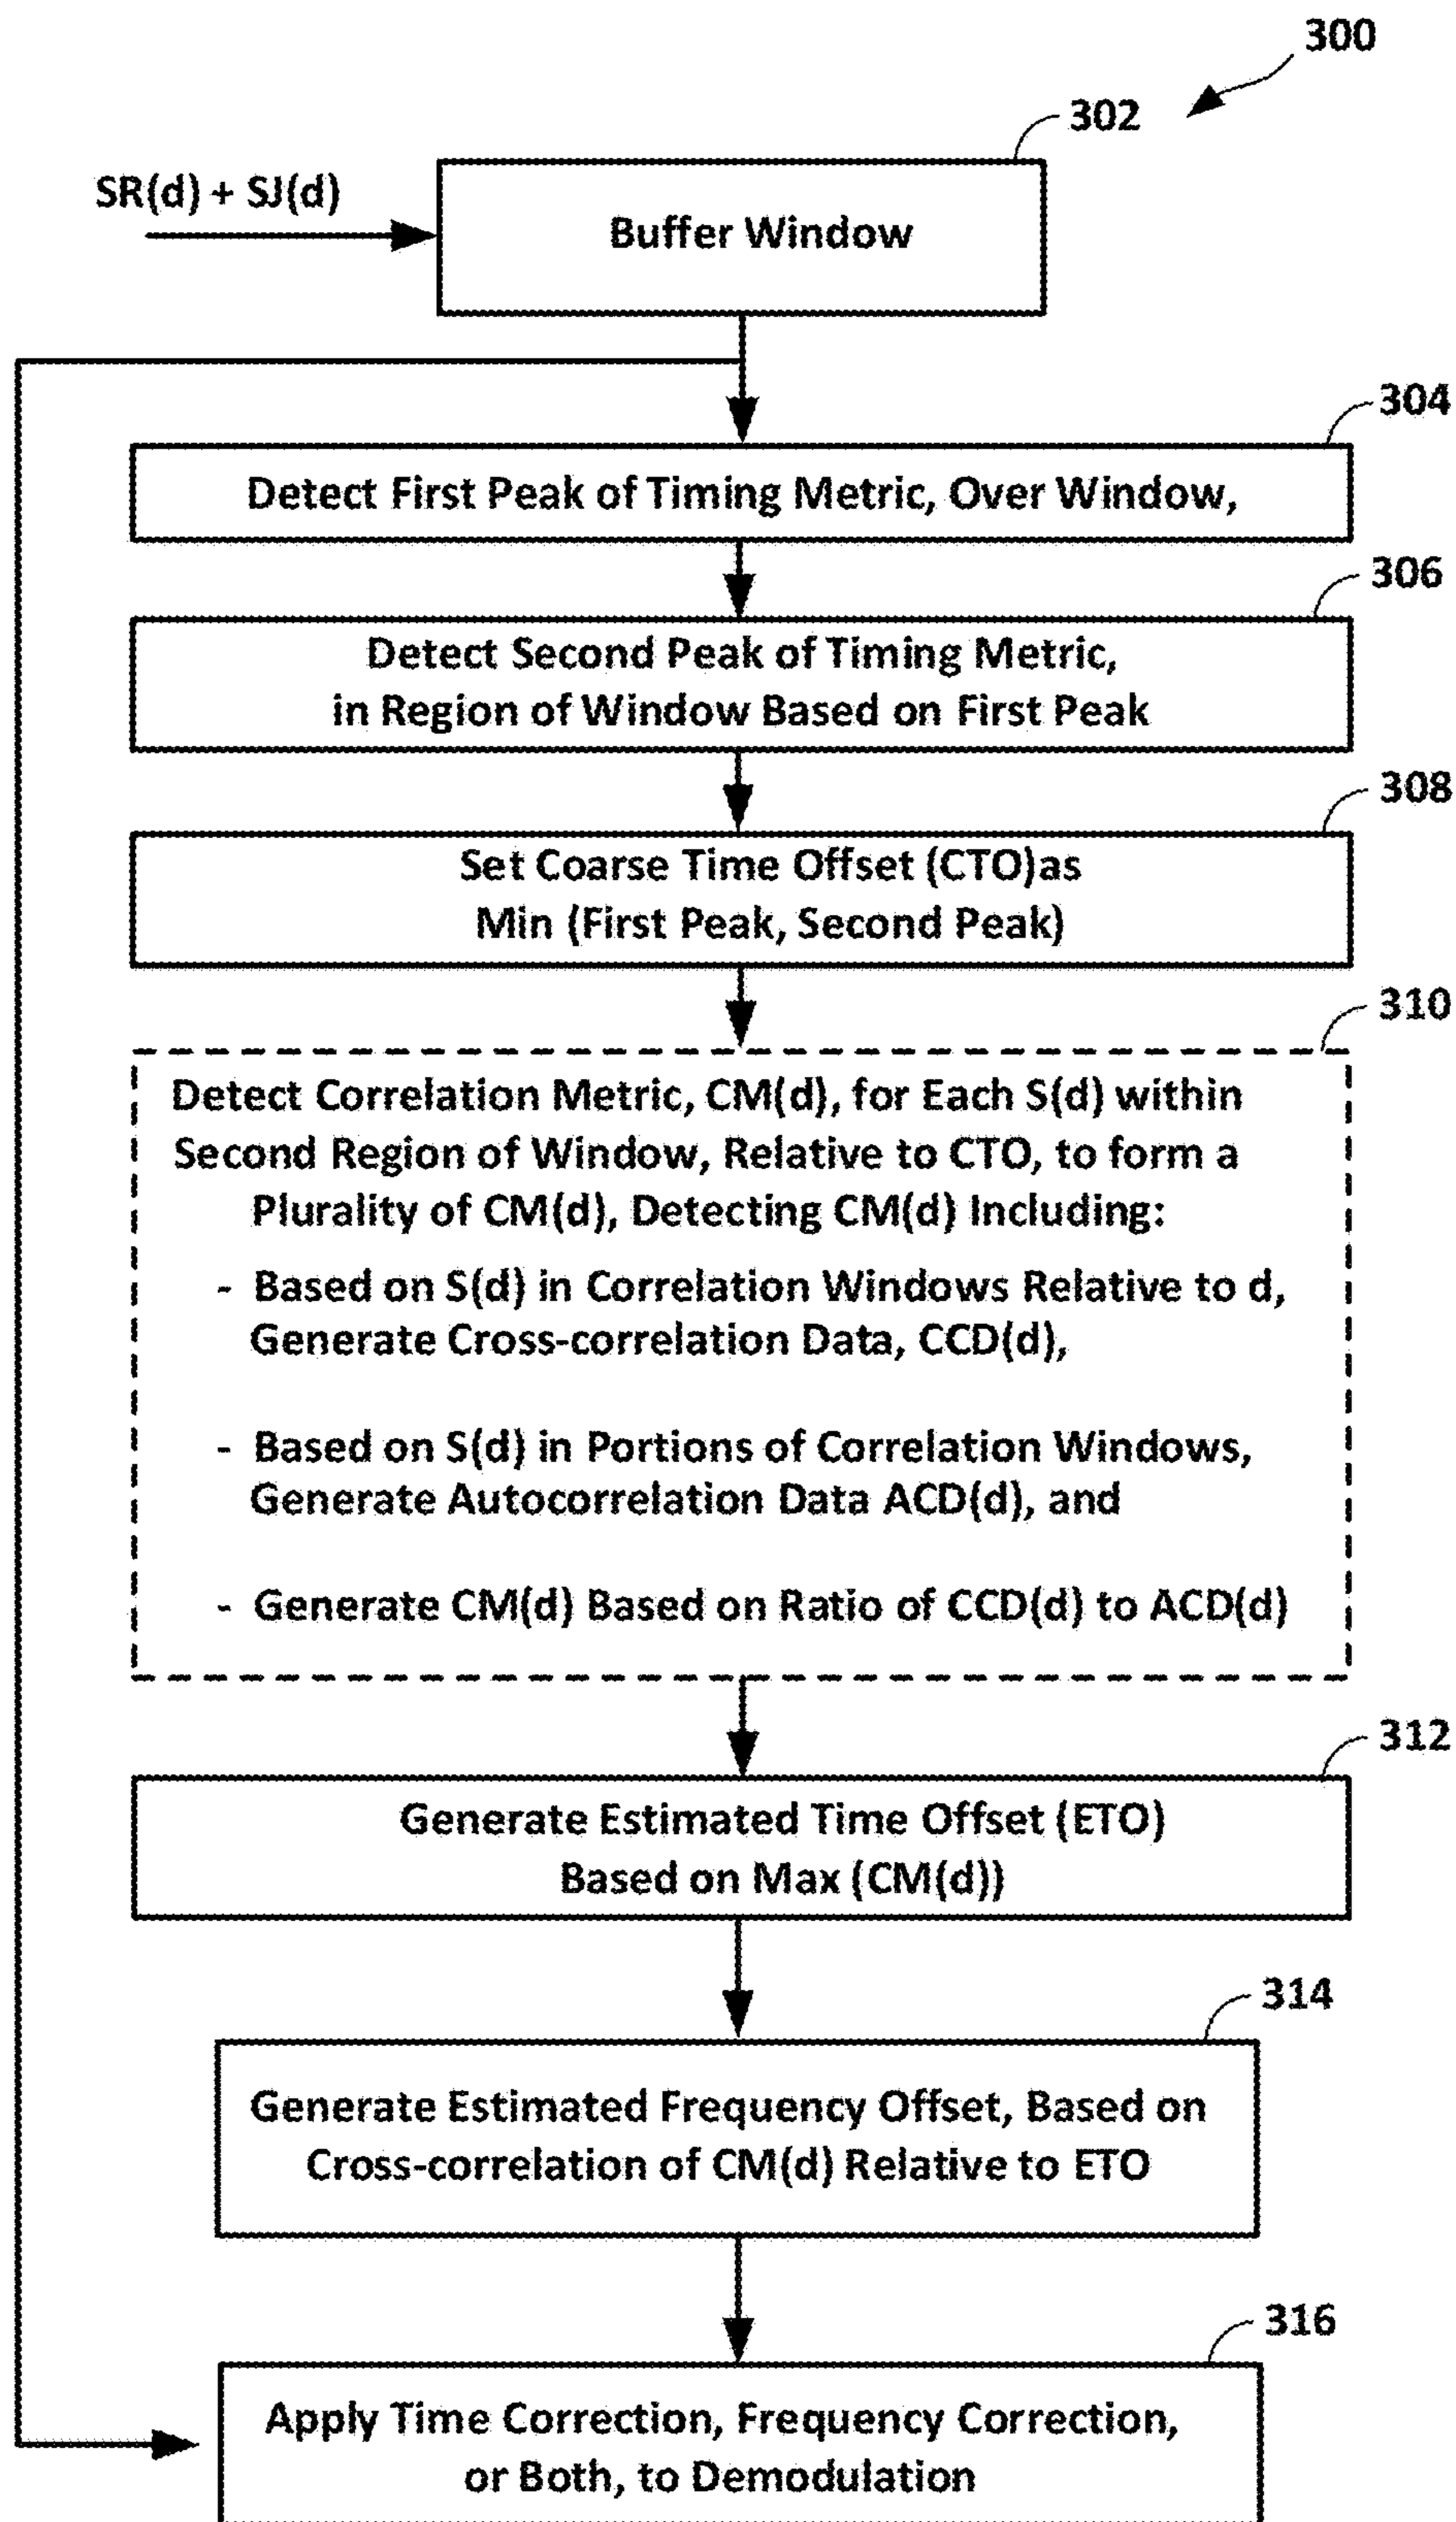 300
302
SR(d) + SJ(d)
Buffer Window
304
Detect First Peak of Timing Metric, Over Window,
306
Detect Second Peak of Timing Metric,
in Region of Window Based on First Peak
308
Set Coarse Time Offset (CTO)as
Min (First Peak, Second Peak)
310
Detect Correlation Metric, CM(d), for Each S(d) within
Second Region of Window, Relative to CTO, to form a
Plurality of CM(d), Detecting CM(d) Including:
- Based on S(d) in Correlation Windows Relative to d,
Generate Cross-correlation Data, CCD(d),
- Based on S(d) in Portions of Correlation Windows,
Generate Autocorrelation Data ACD(d), and
- Generate CM(d) Based on Ratio of CCD(d) to ACD(d)
312
Generate Estimated Time Offset (ETO)
Based on Max (CM(d))
314
Generate Estimated Frequency Offset, Based on
Cross-correlation of CM(d) Relative to ETO
316
Apply Time Correction, Frequency Correction,
or Both, to Demodulation